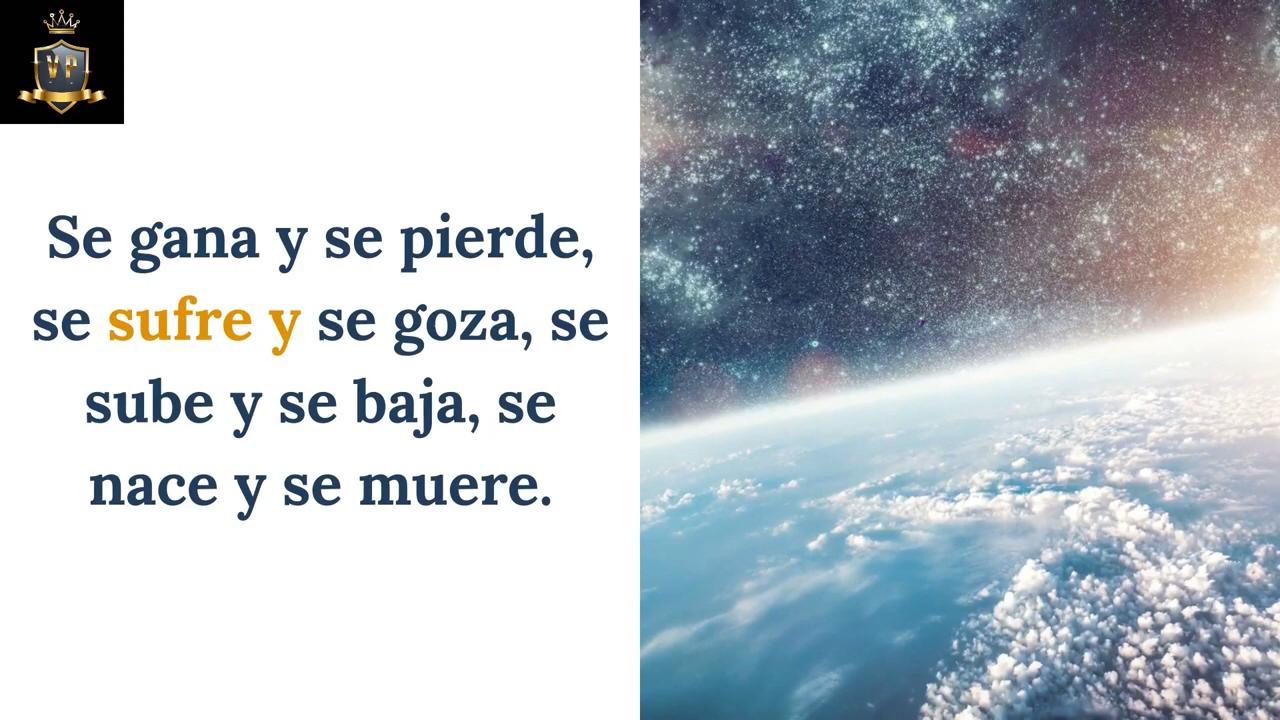 VP
Se gana y se pierde,
se sufre y se goza, se
sube y se baja, se
nace y se muere.